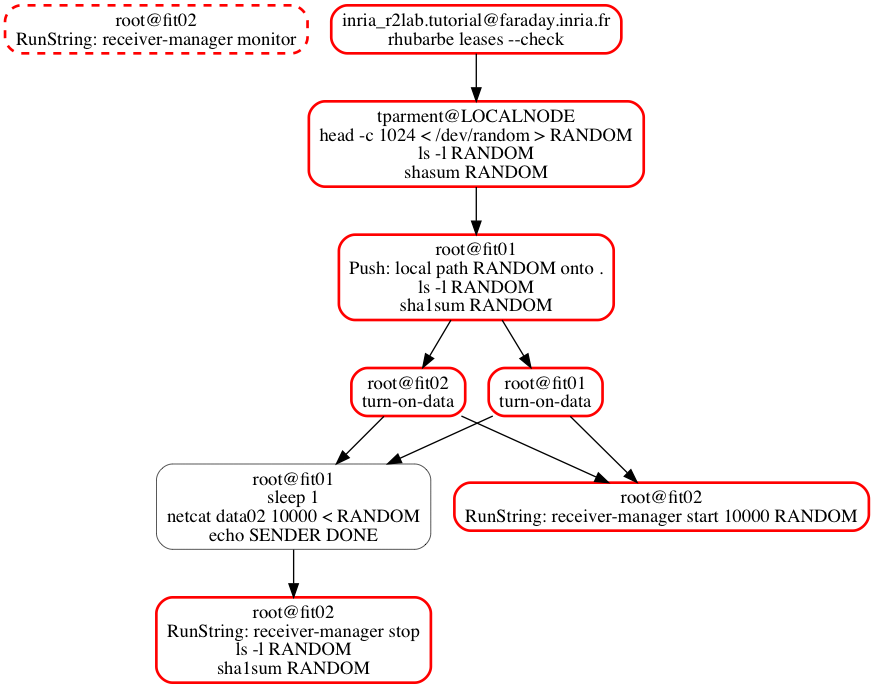 root@fit02
RunString: receiver-manager monitor
inria_r2lab.tutorial@faraday.inria.fr
rhubarbe leases --check
tparment@LOCALNODE
head -c 1024 < /dev/random > RANDOM
ls -l RANDOM
shasum RANDOM
root@fit01
Push: local path RANDOM onto .
ls -l RANDOM
sha1sum RANDOM
root@fit02
turn-on-data
root@fit01
turn-on-data
root@fit01
sleep 1
netcat data02 10000 < RANDOM
echo SENDER DONE
root@fit02
RunString: receiver-manager start 10000 RANDOM
root@fit02
RunString: receiver-manager stop
ls -l RANDOM
sha1sum RANDOM